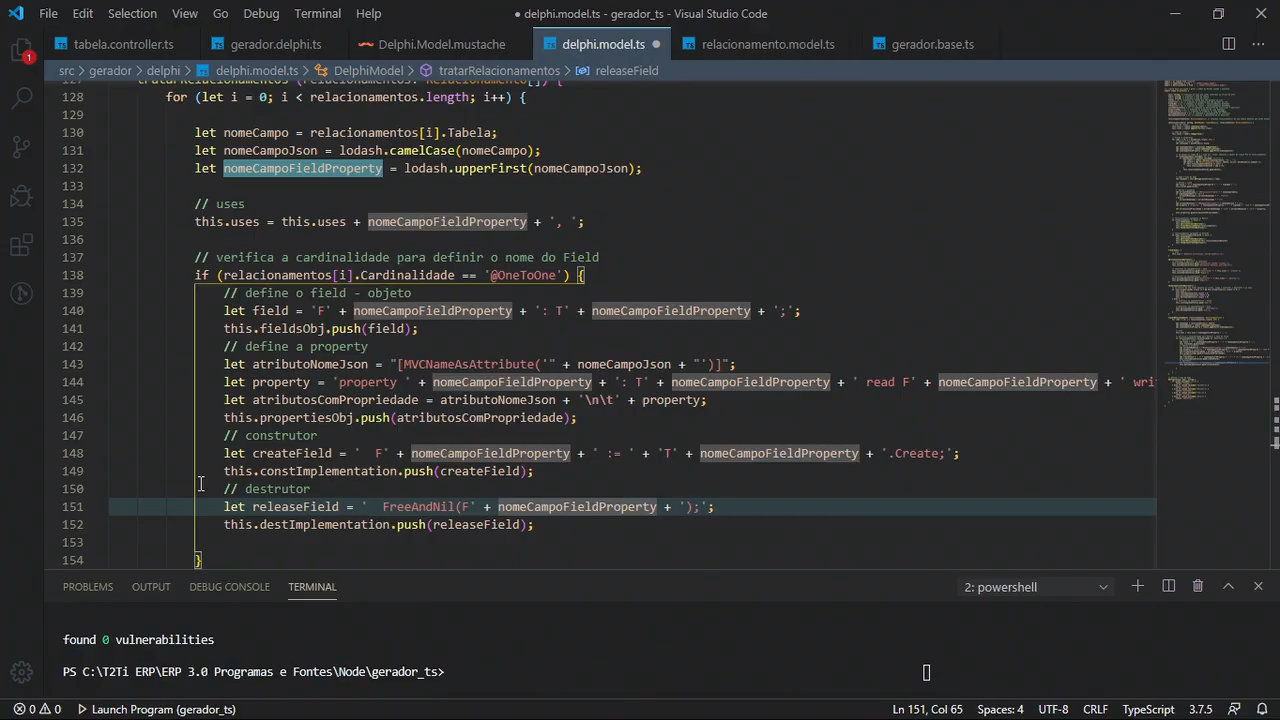 File Edit Selection View Go Debug Terminal Help
● delphi.model.ts - gerador_ts - Visual Studio Code
1
tabela.controller.ts
gerador.delphi.ts
Delphi.Model.mustache
delphi.model.ts ●
relacionamento.model.ts
gerador.base.ts
src > gerador > delphi > delphi.model.ts > DelphiModel > tratarRelacionamentos > releaseField
127 tratarRelacionamentos (relacionamentos: Relacionamento[]) {
128 for (let i = 0; i < relacionamentos.length; i++) {
129
130 let nomeCampo = relacionamentos[i].Tabela;
131 let nomeCampoJson = lodash.camelCase(nomeCampo);
132 let nomeCampoFieldProperty = lodash.upperFirst(nomeCampoJson);
133
134 // uses
135 this.uses = this.uses + nomeCampoFieldProperty + ', ';
136
137 // verifica a cardinalidade para definir o nome do Field
138 if (relacionamentos[i].Cardinalidade == '@OneToOne') {
139 // define o field - objeto
140 let field = 'F' + nomeCampoFieldProperty + ': T' + nomeCampoFieldProperty + ';';
141 this.fieldsObj.push(field);
142 // define a property
143 let atributoNomeJson = "[MVCNameAsAttribute('" + nomeCampoJson + "')]";
144 let property = 'property ' + nomeCampoFieldProperty + ': T' + nomeCampoFieldProperty + ' read F' + nomeCampoFieldProperty + ' wri
145 let atributosComPropriedade = atributoNomeJson + '\n\t' + property;
146 this.propertiesObj.push(atributosComPropriedade);
147 // construtor
148 let createField = '  F' + nomeCampoFieldProperty + ' := ' + 'T' + nomeCampoFieldProperty + '.Create;';
149 this.constImplementation.push(createField);
150 // destrutor
151 let releaseField = '  FreeAndNil(F' + nomeCampoFieldProperty + ');';
152 this.destImplementation.push(releaseField);
153
154 }
PROBLEMS OUTPUT DEBUG CONSOLE TERMINAL
2: powershell
found 0 vulnerabilities
PS C:\T2Ti ERP\ERP 3.0 Programas e Fontes\Node\gerador_ts>
0 0 Launch Program (gerador_ts)
Ln 151, Col 65 Spaces: 4 UTF-8 CRLF TypeScript 3.7.5